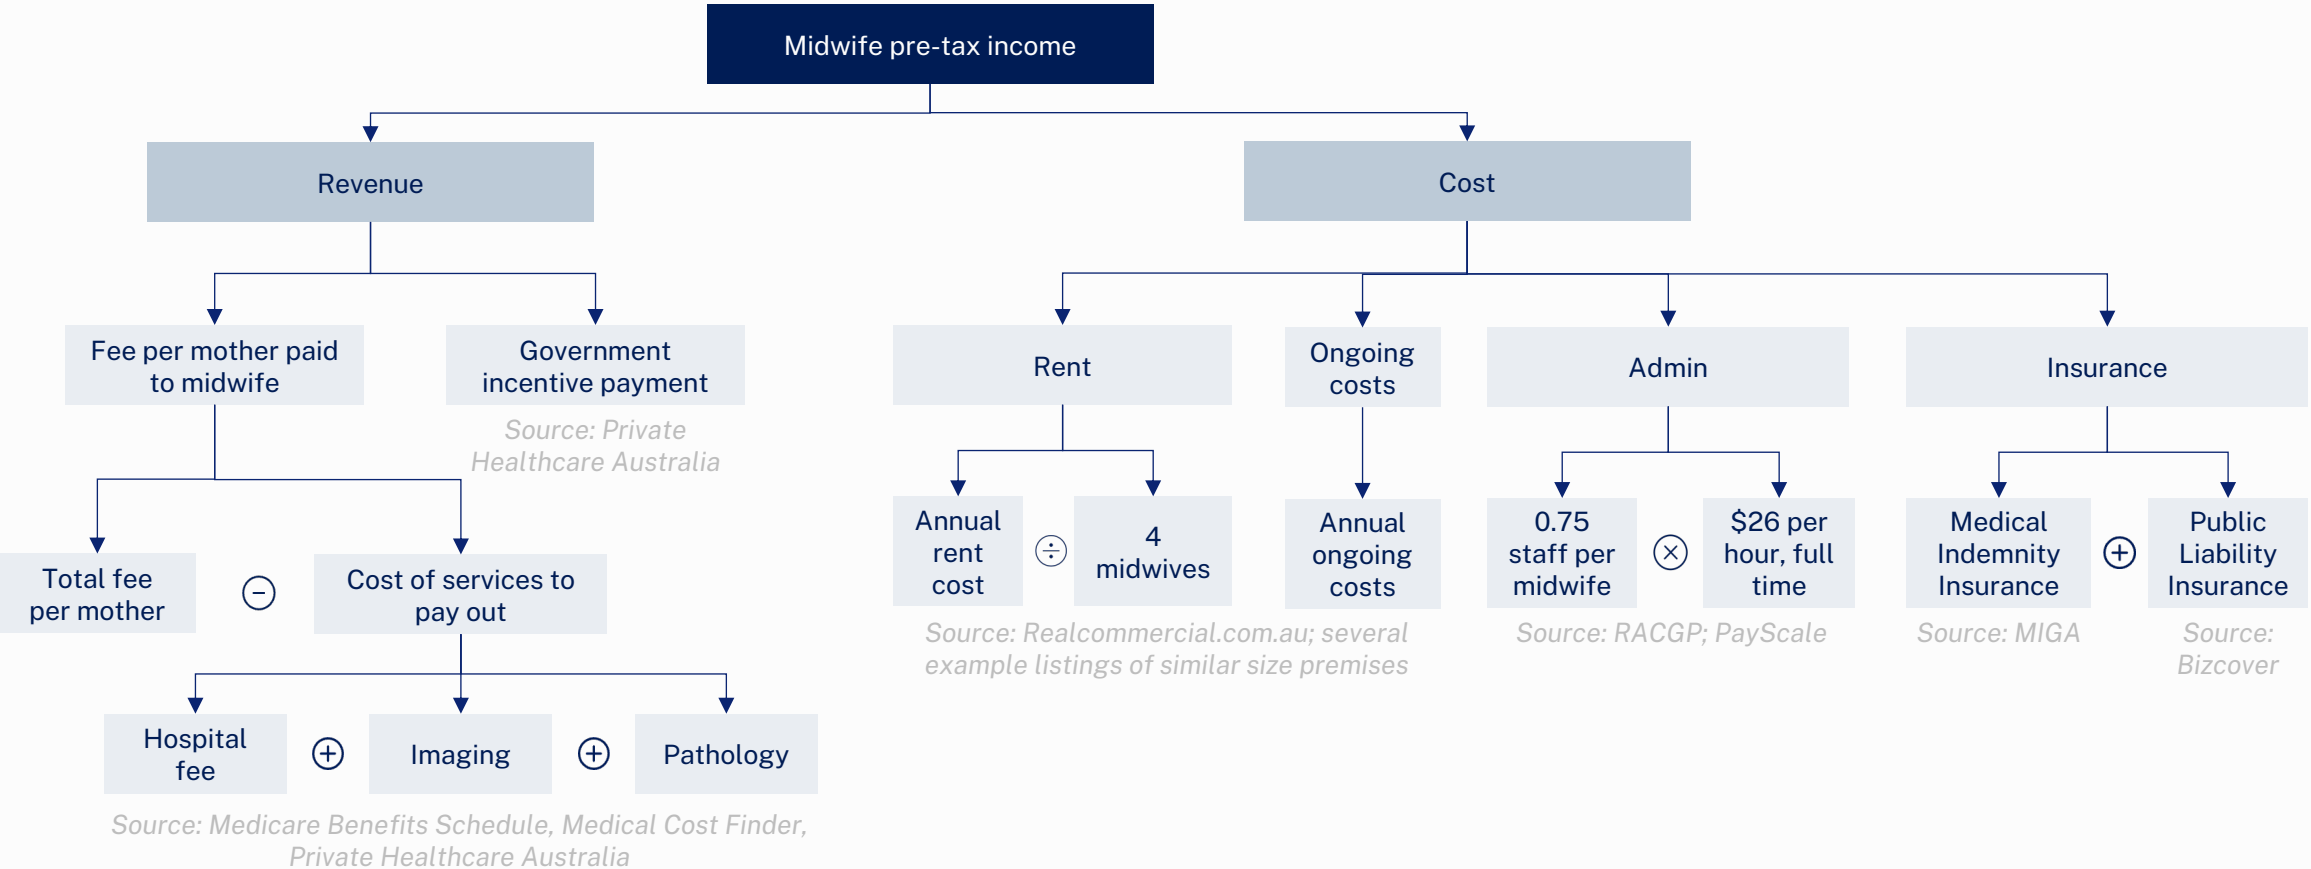 Midwife pre-tax income
Revenue
Cost
Fee per mother paid
to midwife
Government
incentive payment
Source: Private
Healthcare Australia
Rent
Ongoing
costs
Admin
Insurance
Total fee
per mother
−
Cost of services to
pay out
Annual
rent
cost
÷
4
midwives
Annual
ongoing
costs
0.75
staff per
midwife
×
$26 per
hour, full
time
Medical
Indemnity
Insurance
+
Public
Liability
Insurance
Source: Realcommercial.com.au; several
example listings of similar size premises
Source: RACGP; PayScale
Source: MIGA
Source:
Bizcover
Hospital
fee
+
Imaging
+
Pathology
Source: Medicare Benefits Schedule, Medical Cost Finder,
Private Healthcare Australia